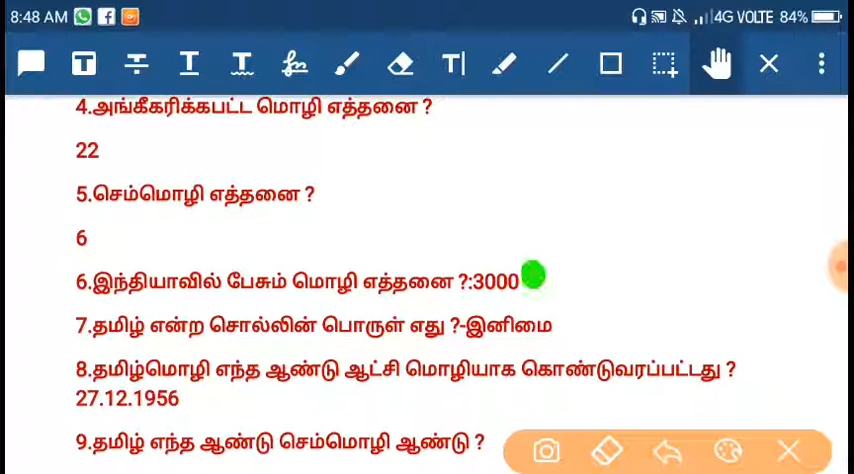 8:48 AM 4G VOLTE 84%
4.அங்கீகரிக்கபட்ட மொழி எத்தனை ?
22
5.செம்மொழி எத்தனை ?
6
6.இந்தியாவில் பேசும் மொழி எத்தனை ?:3000
7.தமிழ் என்ற சொல்லின் பொருள் எது ?-இனிமை
8.தமிழ்மொழி எந்த ஆண்டு ஆட்சி மொழியாக கொண்டுவரப்பட்டது ?
27.12.1956
9.தமிழ் எந்த ஆண்டு செம்மொழி ஆண்டு ?